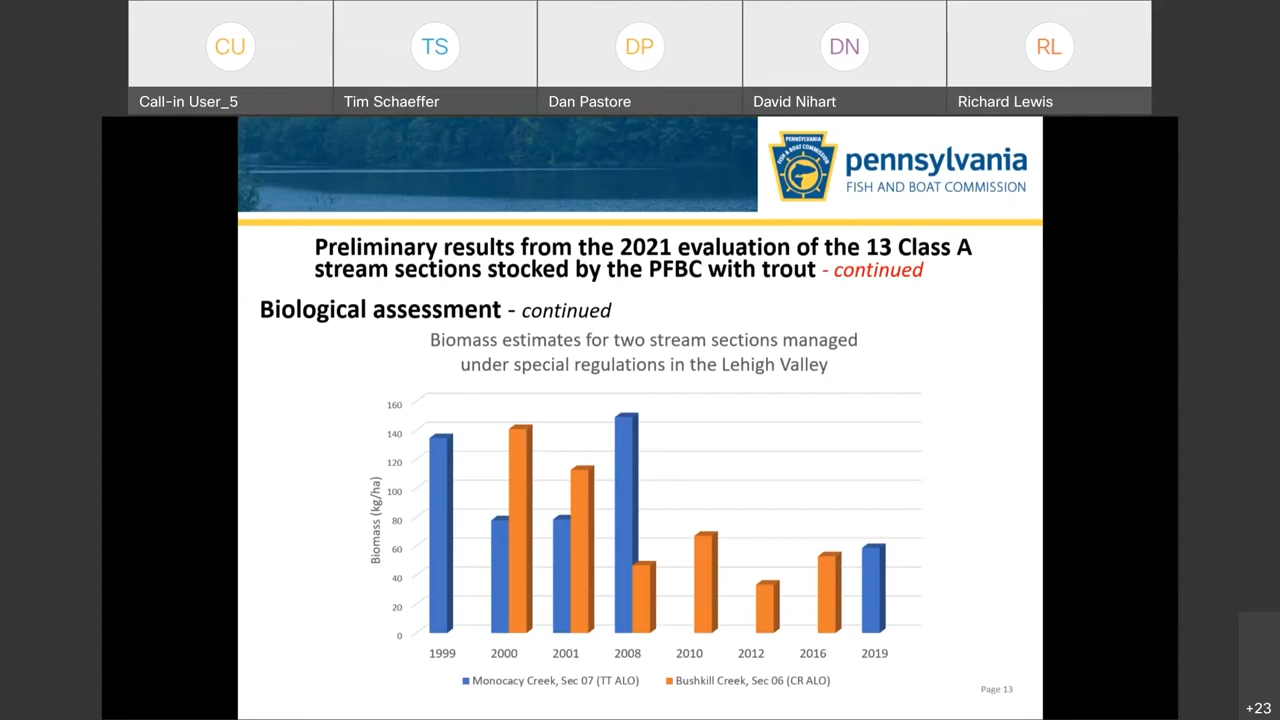 CU
TS
DP
DN
RL
Call-in User_5
Tim Schaeffer
Dan Pastore
David Nihart
Richard Lewis
PENNSYLVANIA
FISH & BOAT COMMISSION
pennsylvania
FISH AND BOAT COMMISSION
Preliminary results from the 2021 evaluation of the 13 Class A
stream sections stocked by the PFBC with trout - continued
Biological assessment - continued
Biomass estimates for two stream sections managed
under special regulations in the Lehigh Valley
Biomass (kg/ha)
160
140
120
100
80
60
40
20
0
1999 2000 2001 2008 2010 2012 2016 2019
Monocacy Creek, Sec 07 (TT ALO) Bushkill Creek, Sec 06 (CR ALO)
Page 13
+23